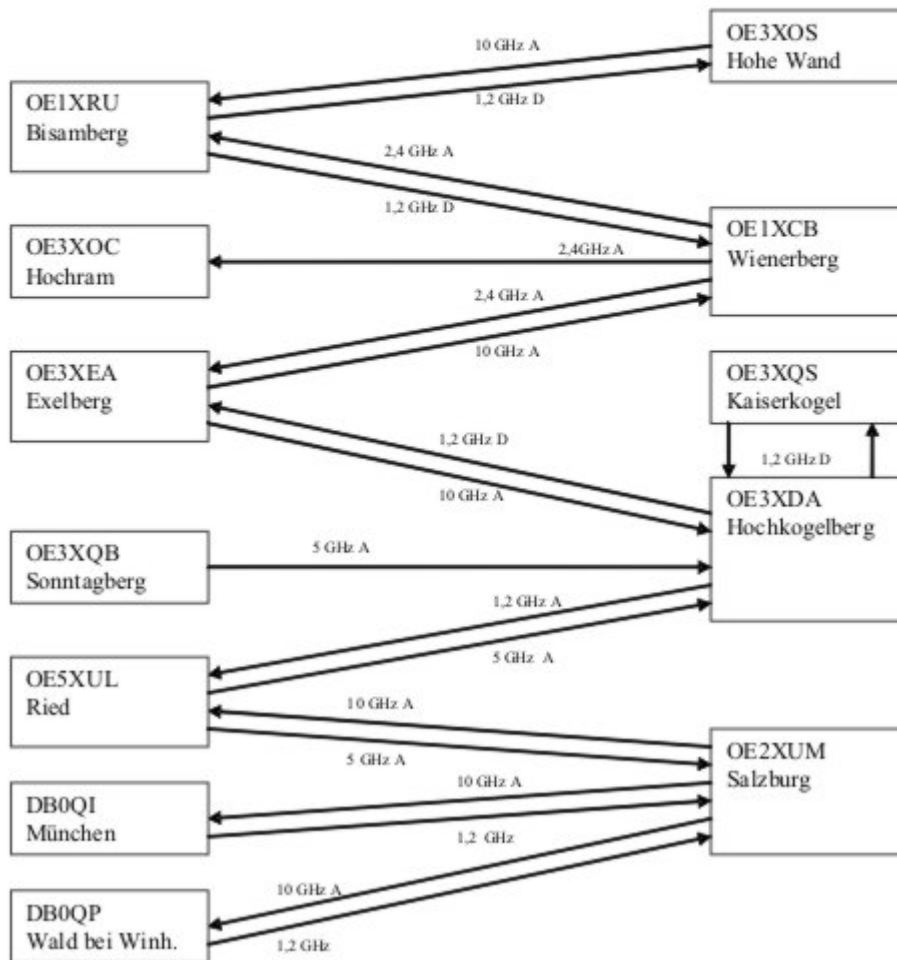 OE3XOS
Hohe Wand
10 GHz A
1,2 GHz D
OE1XRU
Bisamberg
2,4 GHz A
1,2 GHz D
OE1XCB
Wienerberg
OE3XOC
Hochram
2,4GHz A
2,4 GHz A
10 GHz A
OE3XEA
Exelberg
OE3XQS
Kaiserkogel
1,2 GHz D
10 GHz A
1,2 GHz D
OE3XDA
Hochkogelberg
OE3XQB
Sonntagberg
5 GHz A
1,2 GHz A
5 GHz A
OE5XUL
Ried
10 GHz A
5 GHz A
OE2XUM
Salzburg
DB0QI
München
10 GHz A
1,2 GHz
DB0QP
Wald bei Winh.
10 GHz A
1,2 GHz